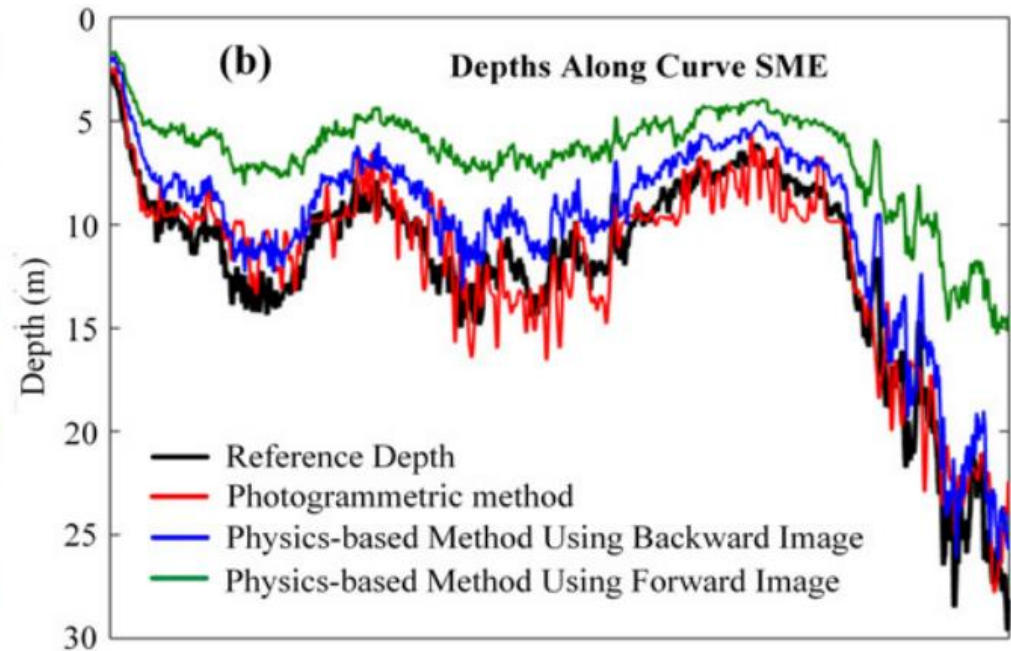 0
(b)
Depths Along Curve SME
5
10
15
20
25
30
Depth (m)
Reference Depth
Photogrammetric method
Physics-based Method Using Backward Image
Physics-based Method Using Forward Image